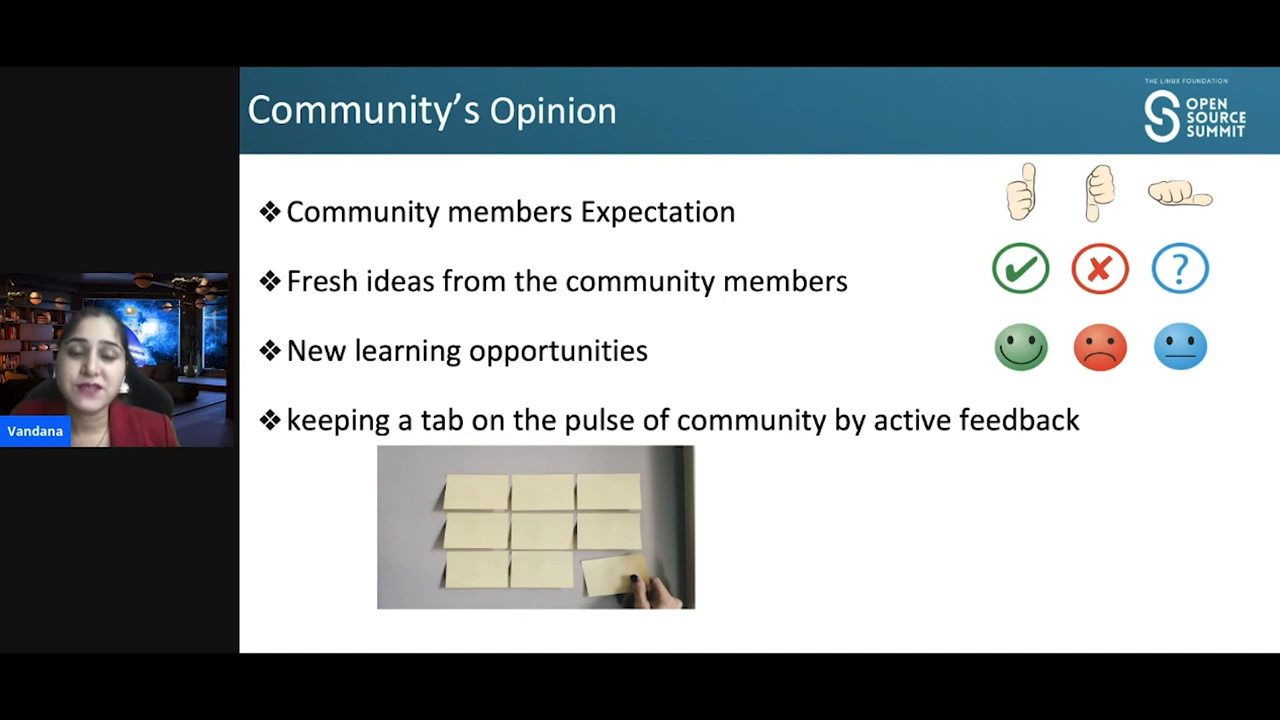 Community's Opinion
THE LINUX FOUNDATION
OPEN
SOURCE
SUMMIT
❖ Community members Expectation
❖ Fresh ideas from the community members
❖ New learning opportunities
❖ keeping a tab on the pulse of community by active feedback
?
Vandana